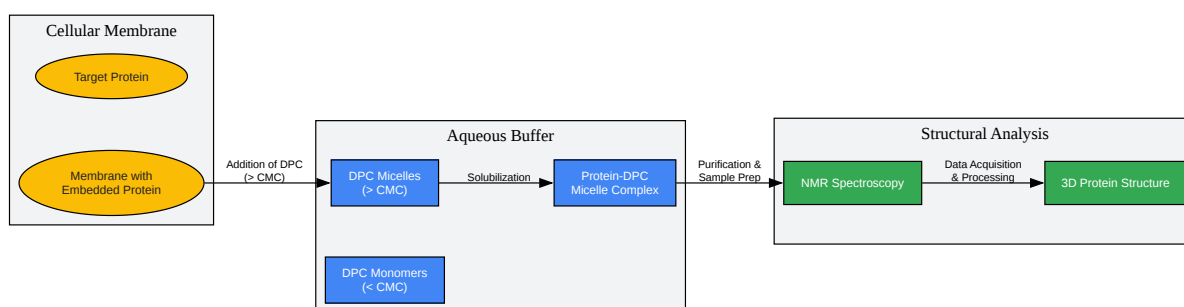 Cellular Membrane
Target Protein
Membrane with
Embedded Protein
Addition of DPC
(> CMC)
Aqueous Buffer
DPC Micelles
(> CMC)
Solubilization
Protein-DPC
Micelle Complex
DPC Monomers
(< CMC)
Purification &
Sample Prep
Structural Analysis
NMR Spectroscopy
Data Acquisition
& Processing
3D Protein Structure